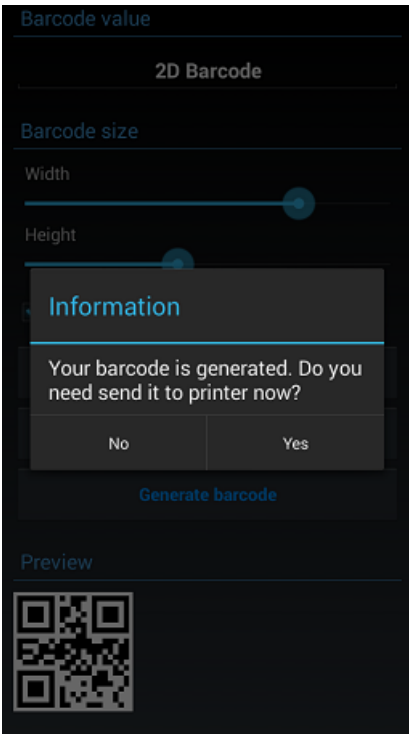 Barcode value
2D Barcode
Barcode size
Width
Height
Information
Your barcode is generated. Do you
need send it to printer now?
No
Yes
Generate barcode
Preview